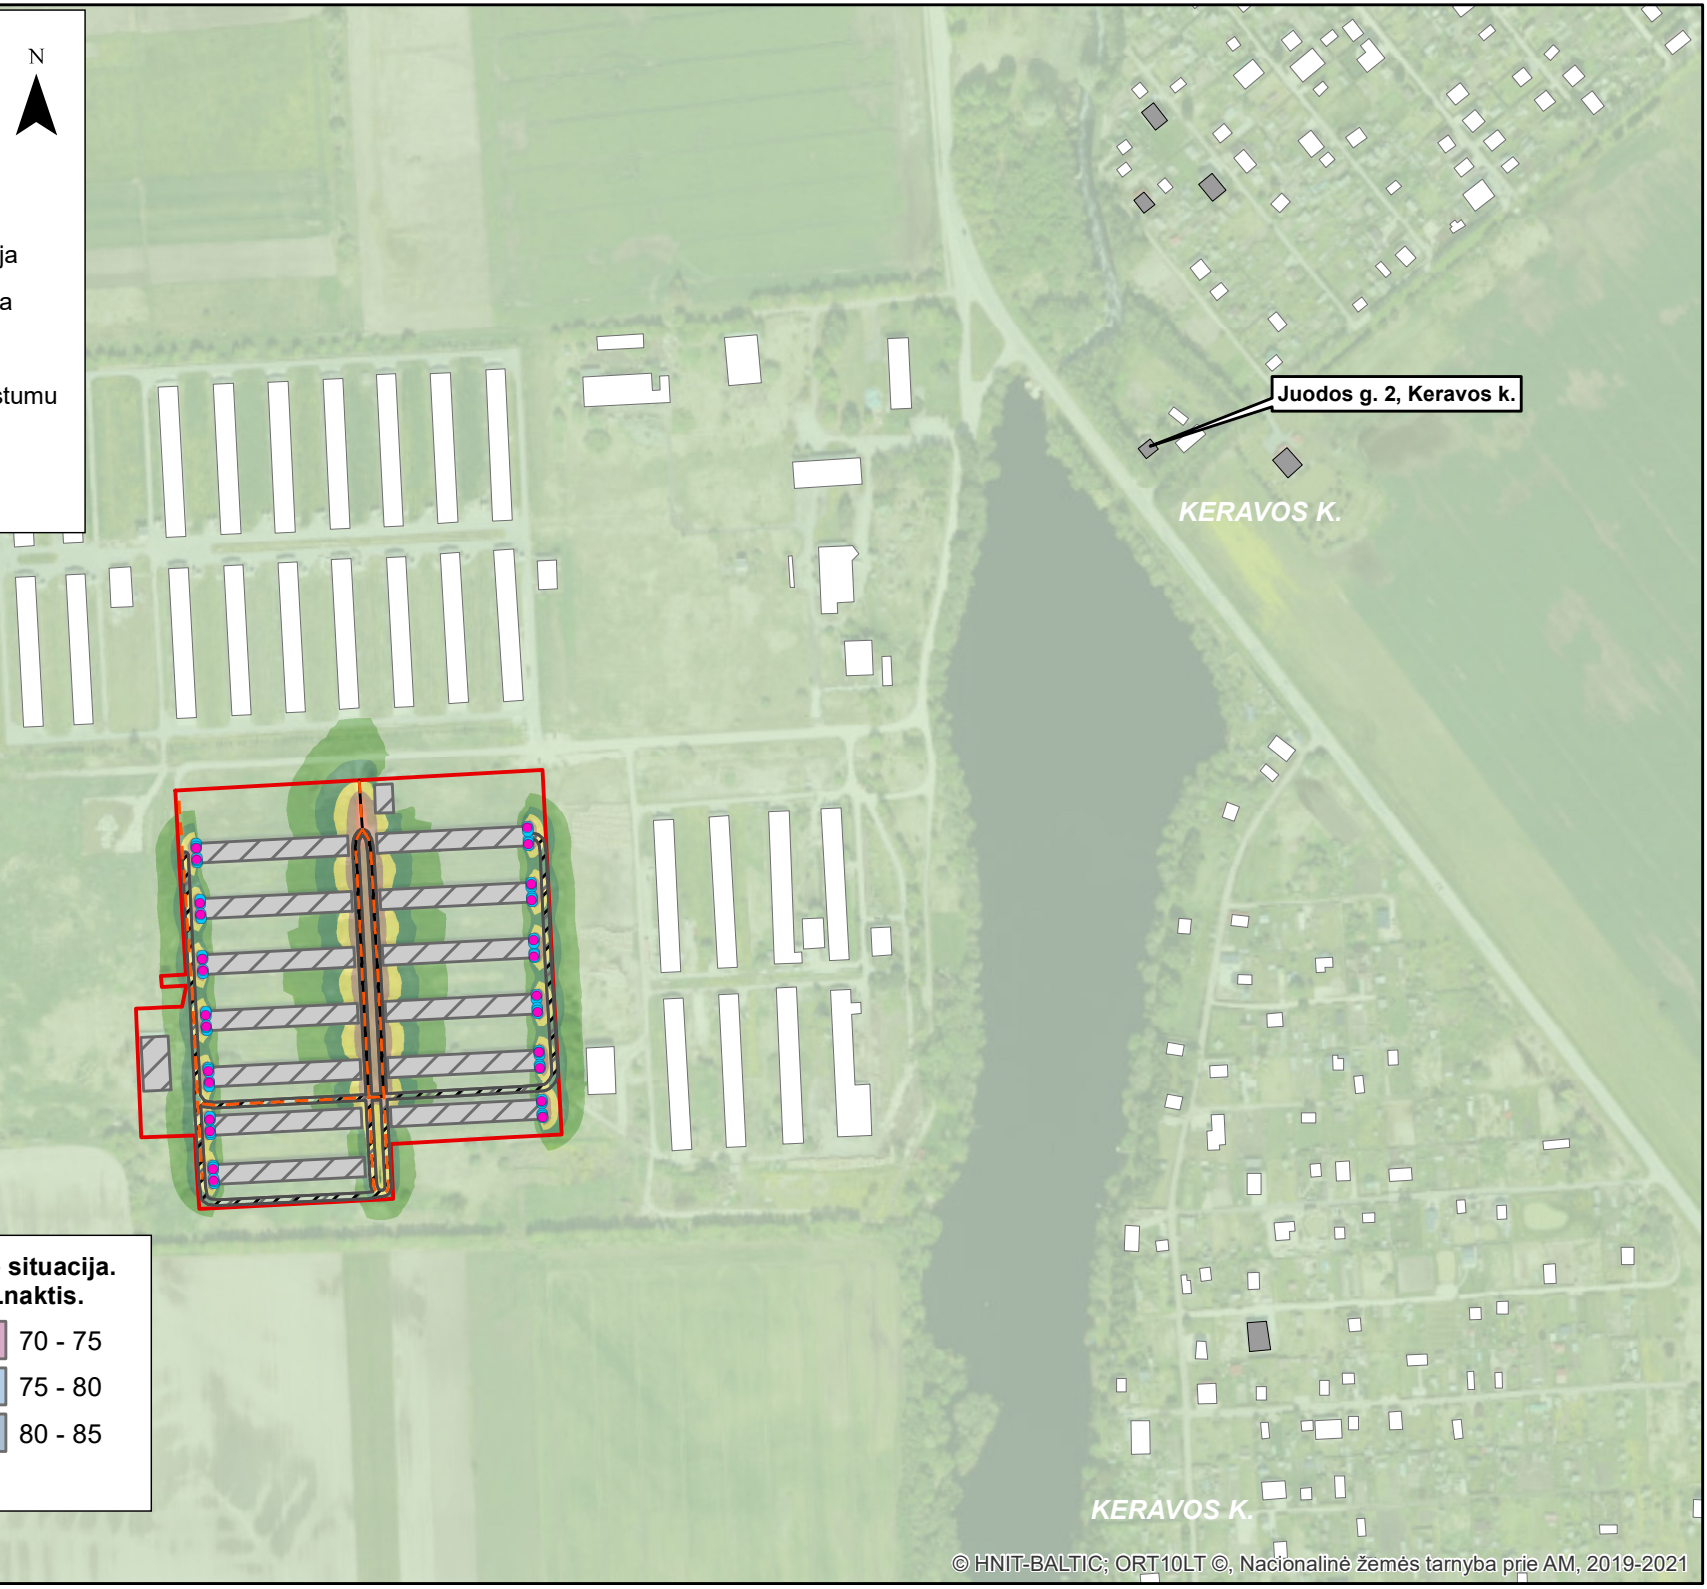 N
ja
a
stumu
Juodos g. 2, Keravos k.
KERAVOS K.
situacija.
.naktis.
70 - 75
75 - 80
80 - 85
KERAVOS K.
© HNIT-BALTIC; ORT10LT ©, Nacionalinė žemės tarnyba prie AM, 2019-2021